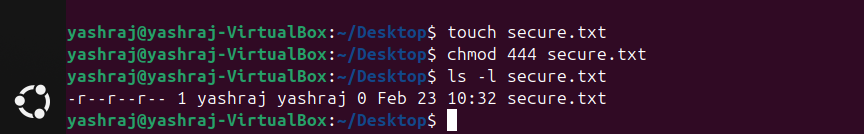 yashraj@yashraj-VirtualBox:~/Desktop$ touch secure.txt
yashraj@yashraj-VirtualBox:~/Desktop$ chmod 444 secure.txt
yashraj@yashraj-VirtualBox:~/Desktop$ ls -l secure.txt
-r--r--r-- 1 yashraj yashraj 0 Feb 23 10:32 secure.txt
yashraj@yashraj-VirtualBox:~/Desktop$